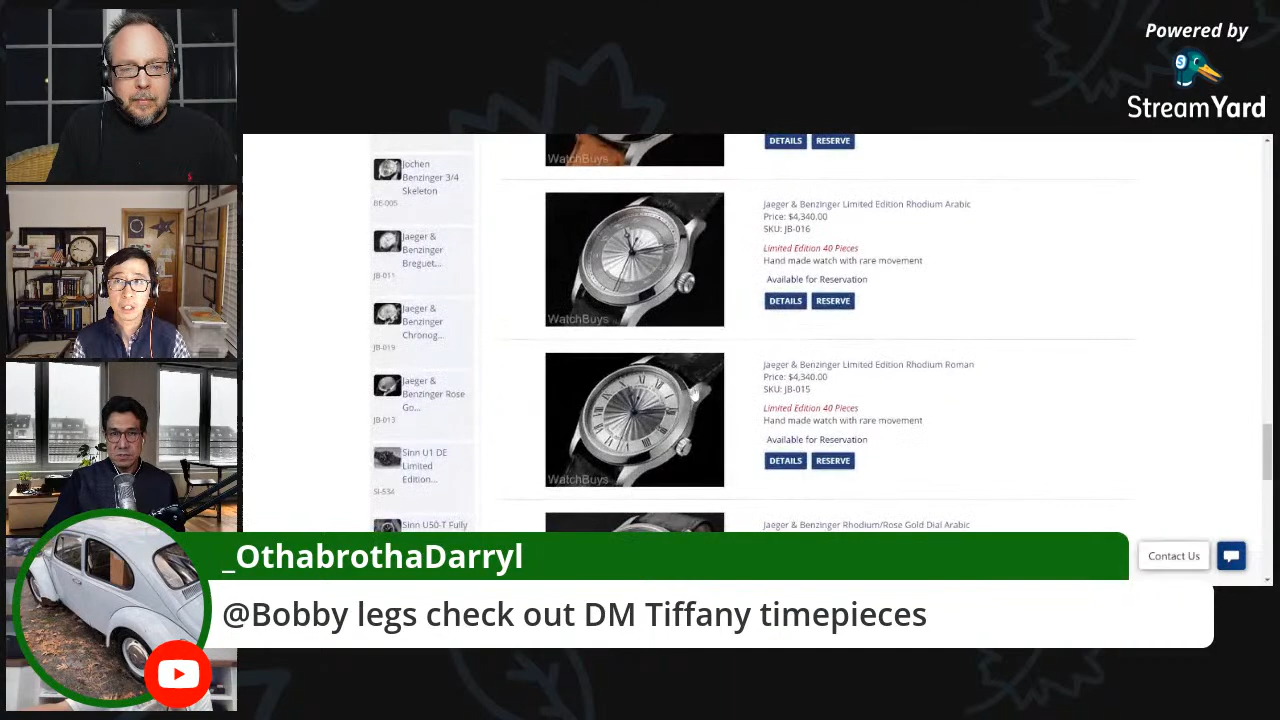 Powered by
StreamYard
DETAILS RESERVE
WatchBuys
Jochen
Benzinger 3/4
Skeleton
BE-005
Jaeger &
Benzinger
Breguet...
JB-011
Jaeger &
Benzinger
Chronog...
JB-019
Jaeger &
Benzinger Rose
Go...
JB-013
Sinn U1 DE
Limited
Edition...
SI-534
Sinn U50-T Fully
Jaeger & Benzinger Limited Edition Rhodium Arabic
Price: $4,340.00
SKU: JB-016
Limited Edition 40 Pieces
Hand made watch with rare movement
Available for Reservation
DETAILS RESERVE
WatchBuys
Jaeger & Benzinger Limited Edition Rhodium Roman
Price: $4,340.00
SKU: JB-015
Limited Edition 40 Pieces
Hand made watch with rare movement
Available for Reservation
DETAILS RESERVE
WatchBuys
Jaeger & Benzinger Rhodium/Rose Gold Dial Arabic
Contact Us
_OthabrothaDarryl
@Bobby legs check out DM Tiffany timepieces